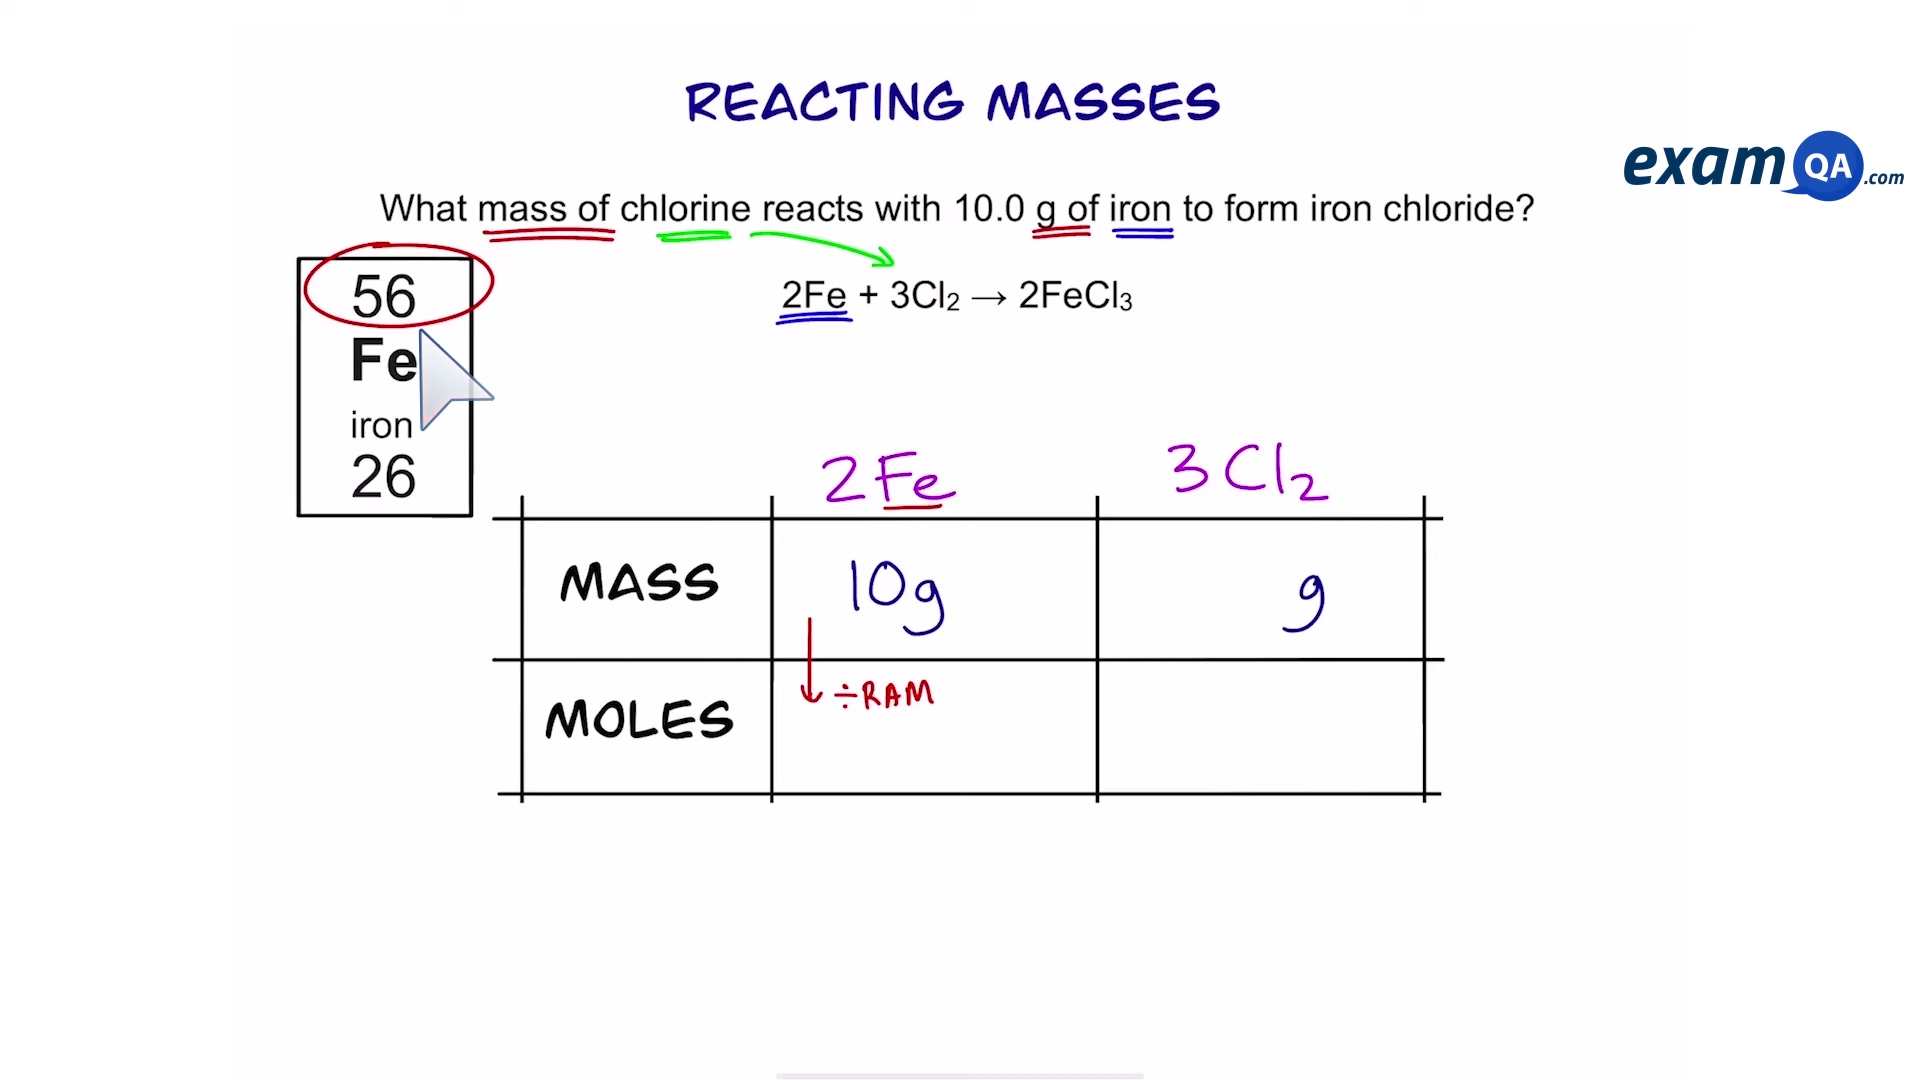 REACTING MASSES
examQA.com
What mass of chlorine reacts with 10.0 g of iron to form iron chloride?
56
Fe
iron
26
2Fe + 3Cl₂ → 2FeCl₃
2Fe 3Cl₂
MASS 10g g
÷RAM
MOLES